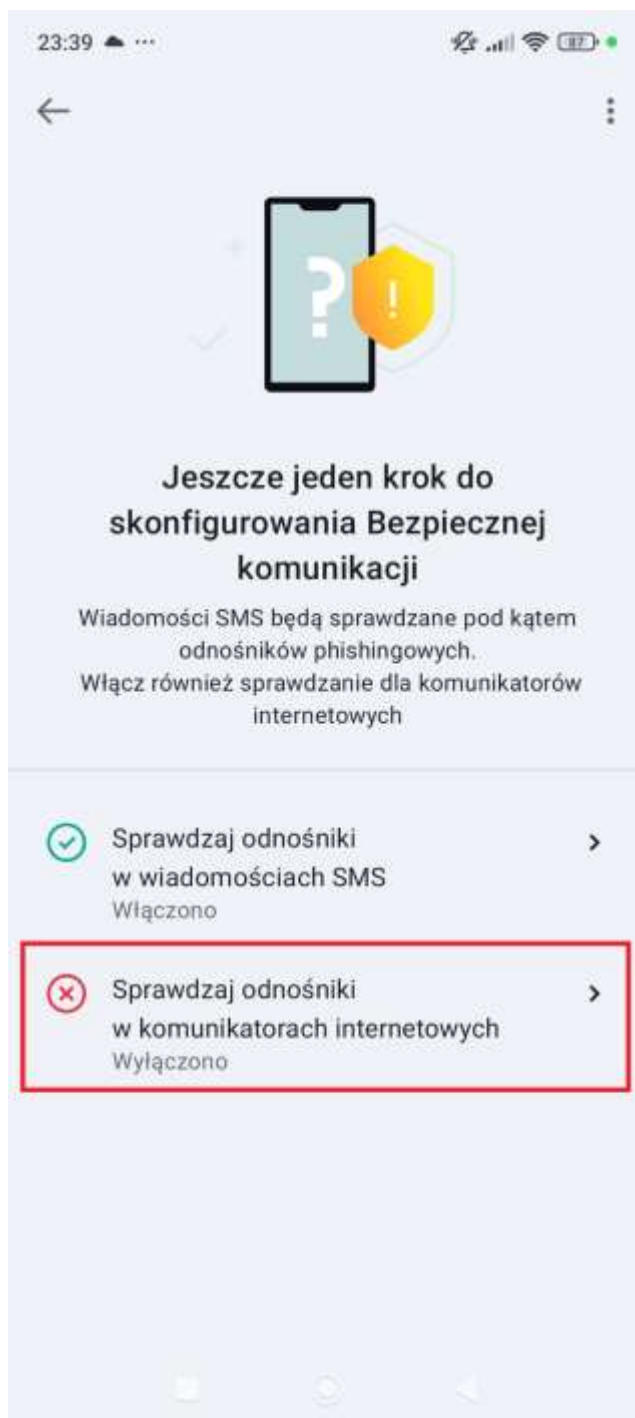 23:39 ...
87
?
!
Jeszcze jeden krok do
skonfigurowania Bezpiecznej
komunikacji
Wiadomości SMS będą sprawdzane pod kątem
odnośników phishingowych.
Włącz również sprawdzanie dla komunikatorów
internetowych
Sprawdzaj odnośniki
w wiadomościach SMS
Włączono
Sprawdzaj odnośniki
w komunikatorach internetowych
Wyłączono